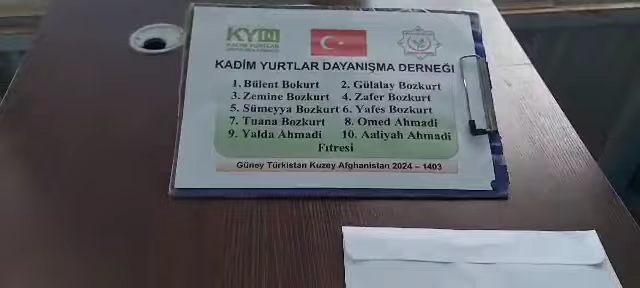 KYD
KADİM YURTLAR
KADİM YURTLAR DAYANIŞMA DERNEĞİ
1, Bülent Bokurt 2. Gülalay Bozkurt
3. Zemine Bozkurt 4. Zafer Bozkurt
5. Sümeyya Bozkurt 6. Yafes Bozkurt
7. Tuana Bozkurt 8. Omed Ahmadi
9. Yalda Ahmadi 10. Aaliyah Ahmadi
Fıtresi
Güney Türkistan Kuzey Afghanistan 2024 – 1403